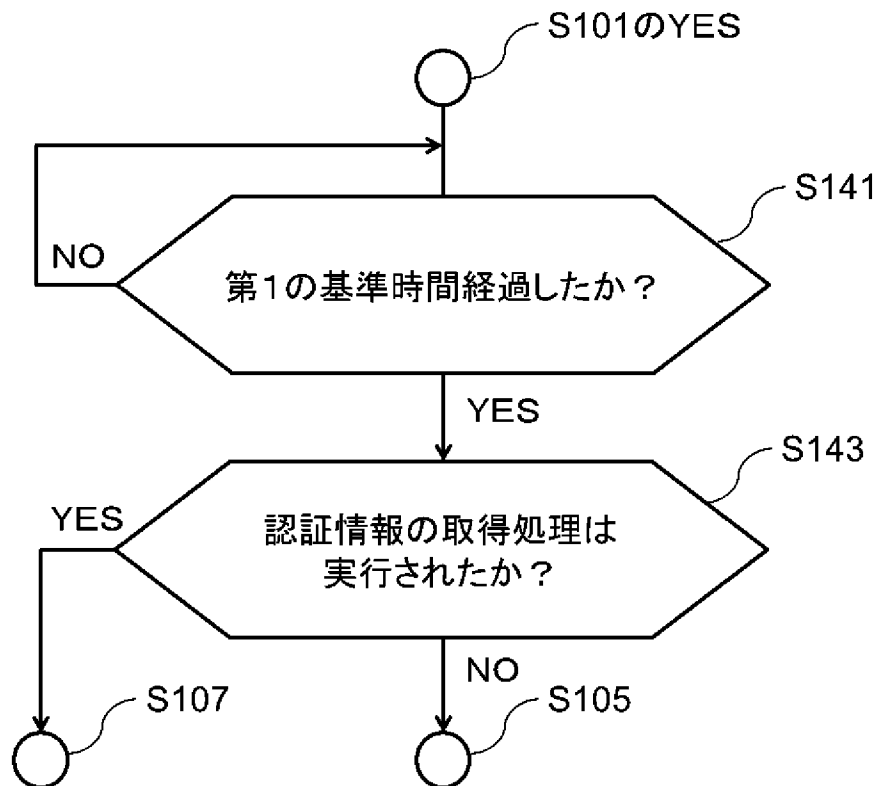 S101のYES
S141
NO
第1の基準時間経過したか？
YES
S143
YES
認証情報の取得処理は
実行されたか？
NO
S107
S105